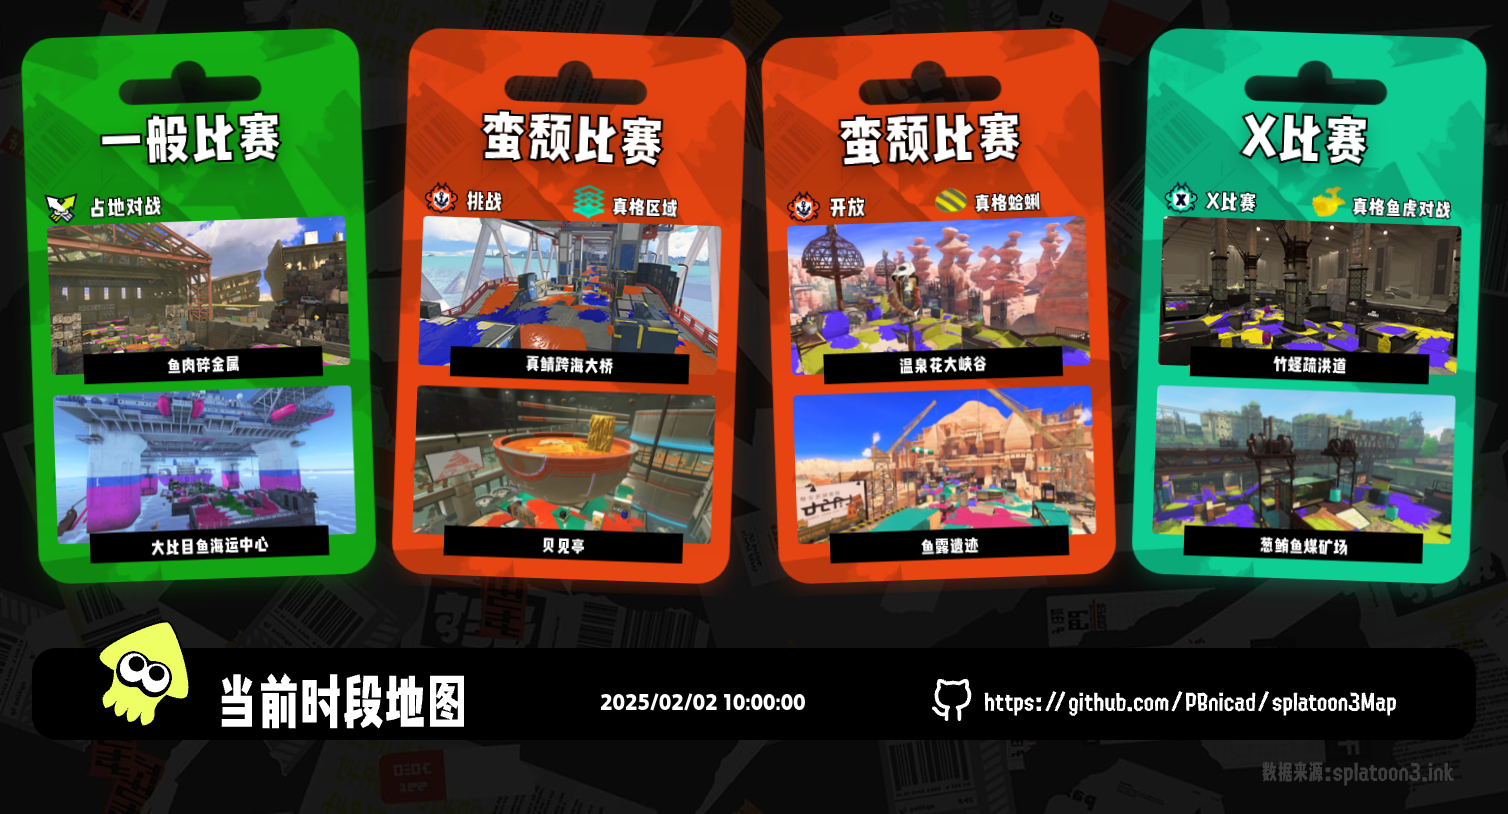 一般比赛
占地对战
鱼肉碎金属
大比目鱼海运中心
蛮颓比赛
挑战
真格区域
真鲭跨海大桥
贝见亭
蛮颓比赛
开放
真格蛤蜊
温泉花大峡谷
鱼露遗迹
X比赛
X比赛
真格鱼虎对战
竹蛏疏洪道
葱鲔鱼煤矿场
当前时段地图
2025/02/02 10:00:00
https://github.com/PBnicad/splatoon3Map
数据来源:splatoon3.ink